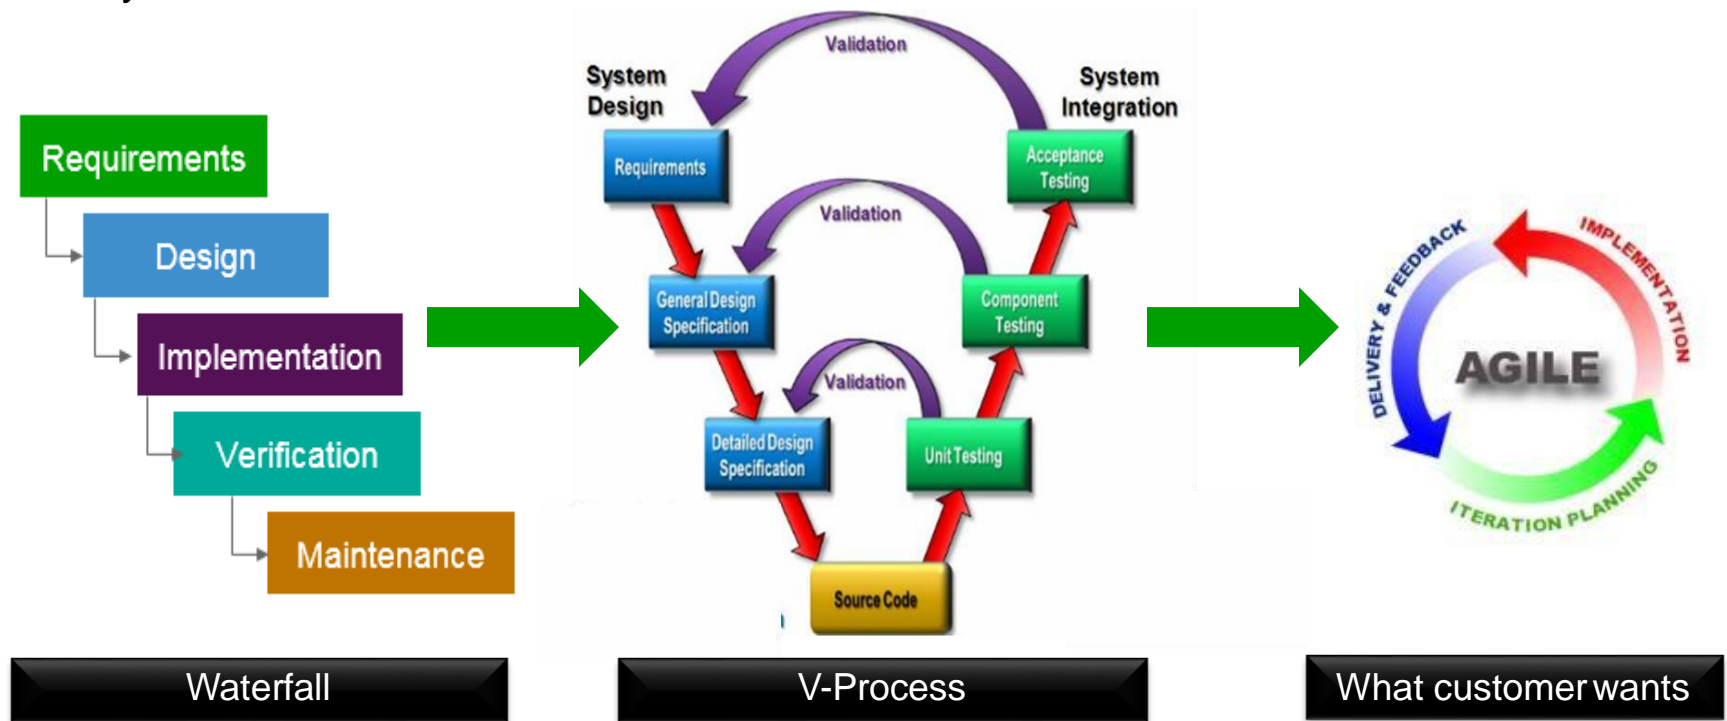 Requirements
Design
Implementation
Verification
Maintenance
Waterfall
System
Design
System
Integration
Validation
Requirements
Acceptance
Testing
Validation
General Design
Specification
Component
Testing
Validation
Detailed Design
Specification
Unit Testing
Source Code
V-Process
DELIVERY & FEEDBACK
IMPLEMENTATION
AGILE
ITERATION PLANNING
What customer wants